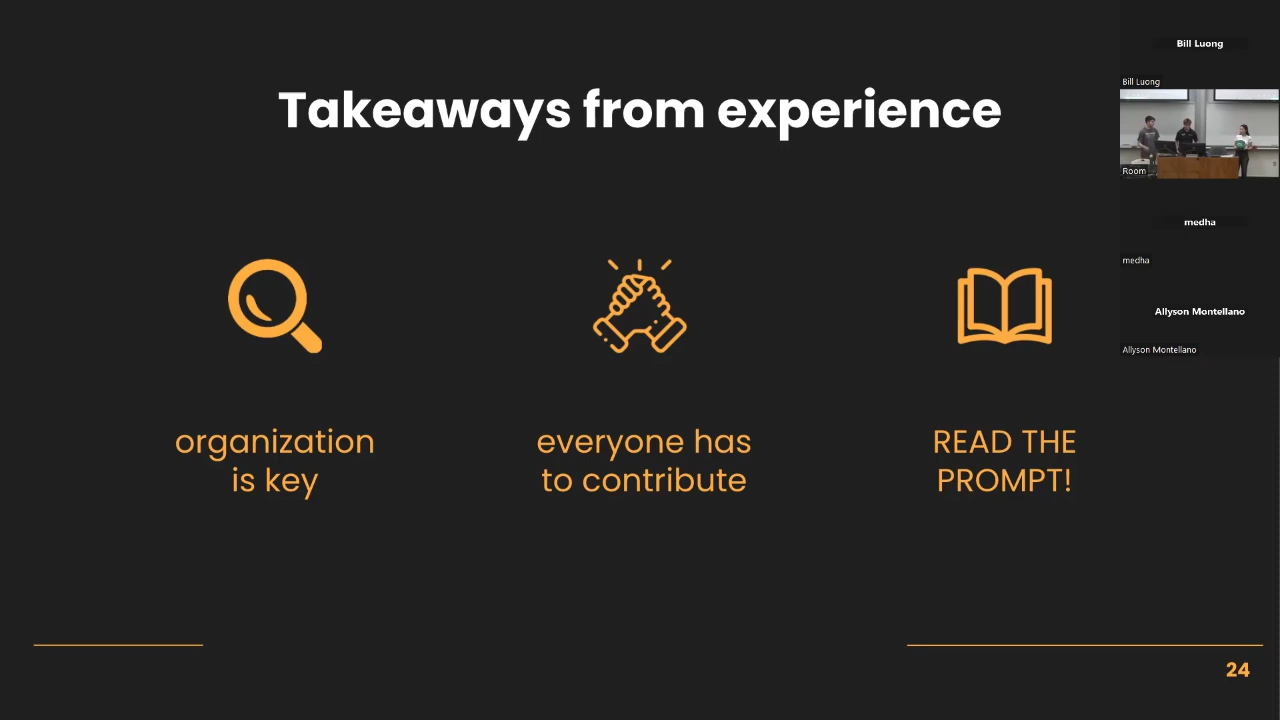 Takeaways from experience
organization
is key
everyone has
to contribute
READ THE
PROMPT!
24
Bill Luong
Bill Luong
Room
medha
medha
Allyson Montellano
Allyson Montellano